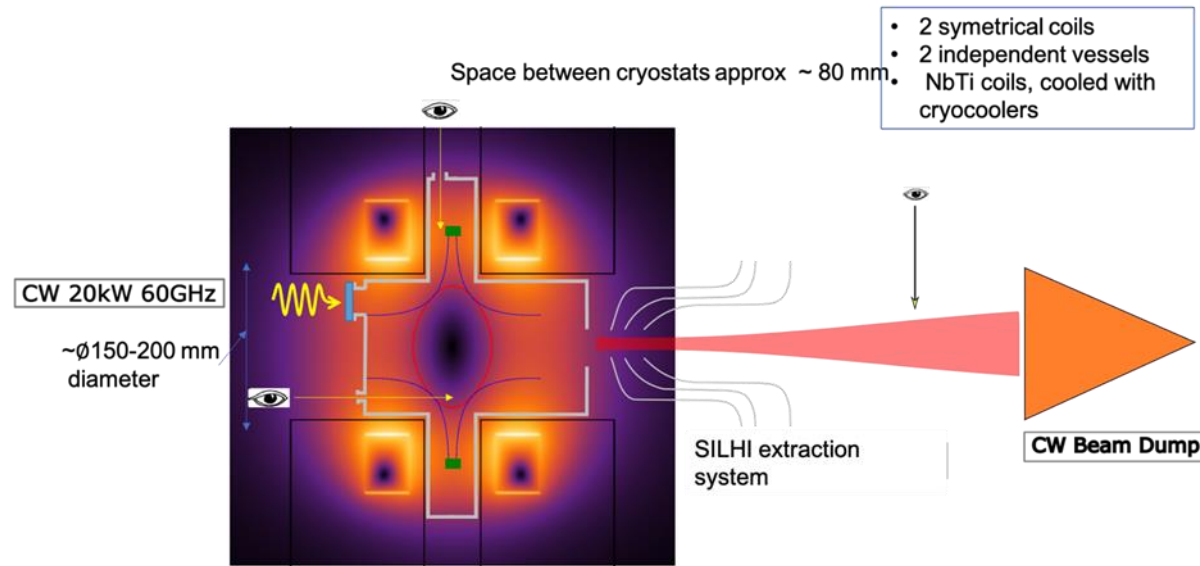 • 2 symetrical coils
• 2 independent vessels
• NbTi coils, cooled with
cryocoolers
Space between cryostats approx ~ 80 mm
CW 20kW 60GHz
~Ø150-200 mm
diameter
SILHI extraction
system
CW Beam Dump